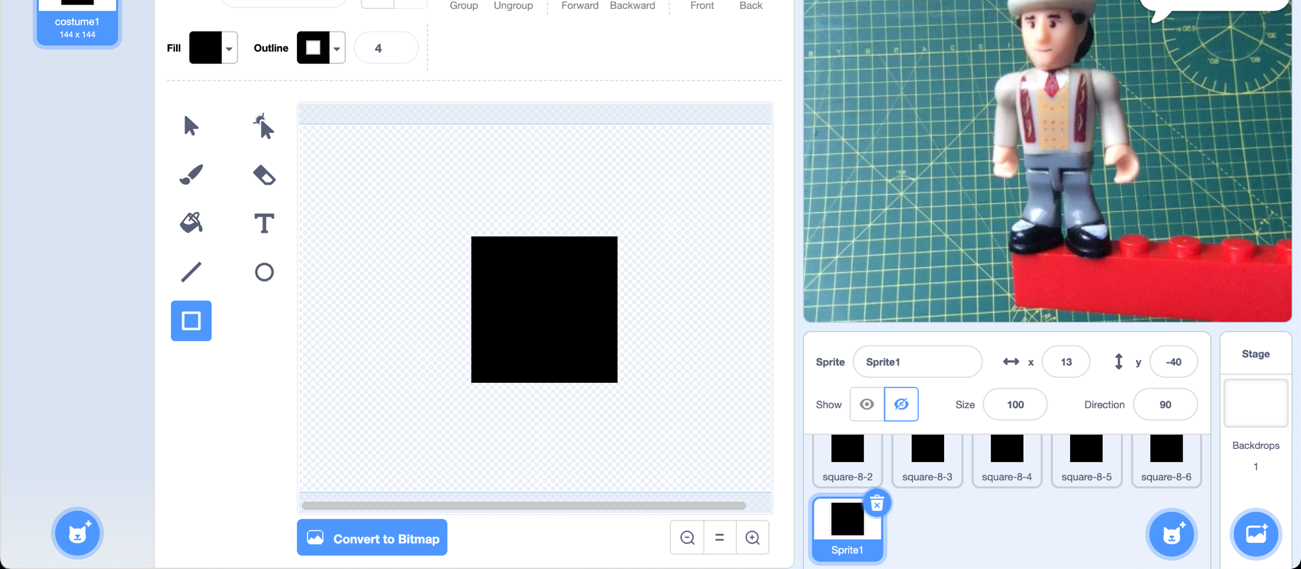 costume1
144 x 144
Group Ungroup Forward Backward Front Back
Fill Outline 4
T
Convert to Bitmap
Sprite Sprite1 x 13 y -40
Show Size 100 Direction 90
square-8-2 square-8-3 square-8-4 square-8-5 square-8-6
Sprite1
Stage
Backdrops
1